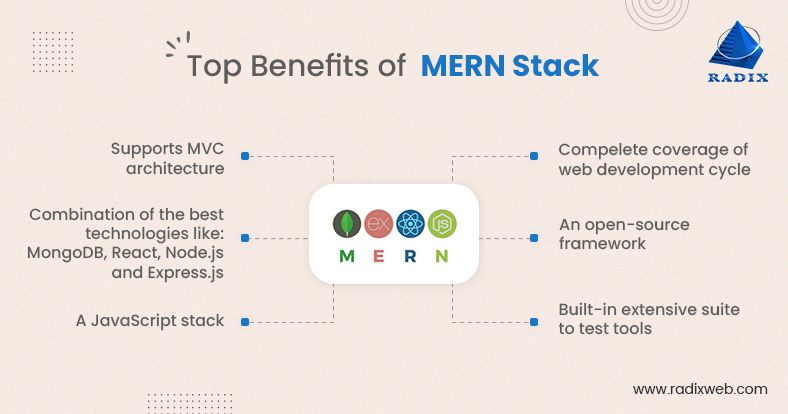 Top Benefits of MERN Stack
RADIX
Supports MVC
architecture
Combination of the best
technologies like:
MongoDB, React, Node.js
and Express.js
A JavaScript stack
ex
JS
M E R N
Compelete coverage of
web development cycle
An open-source
framework
Built-in extensive suite
to test tools
www.radixweb.com